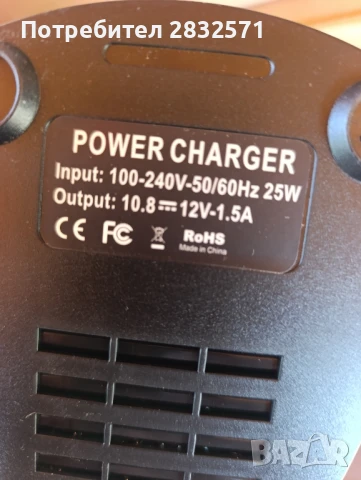 Потребител 2832571
POWER CHARGER
Input: 100-240V-50/60Hz 25W
Output: 10.8⎓12V-1.5A
CE FC RoHS
Made in China
BAZAR